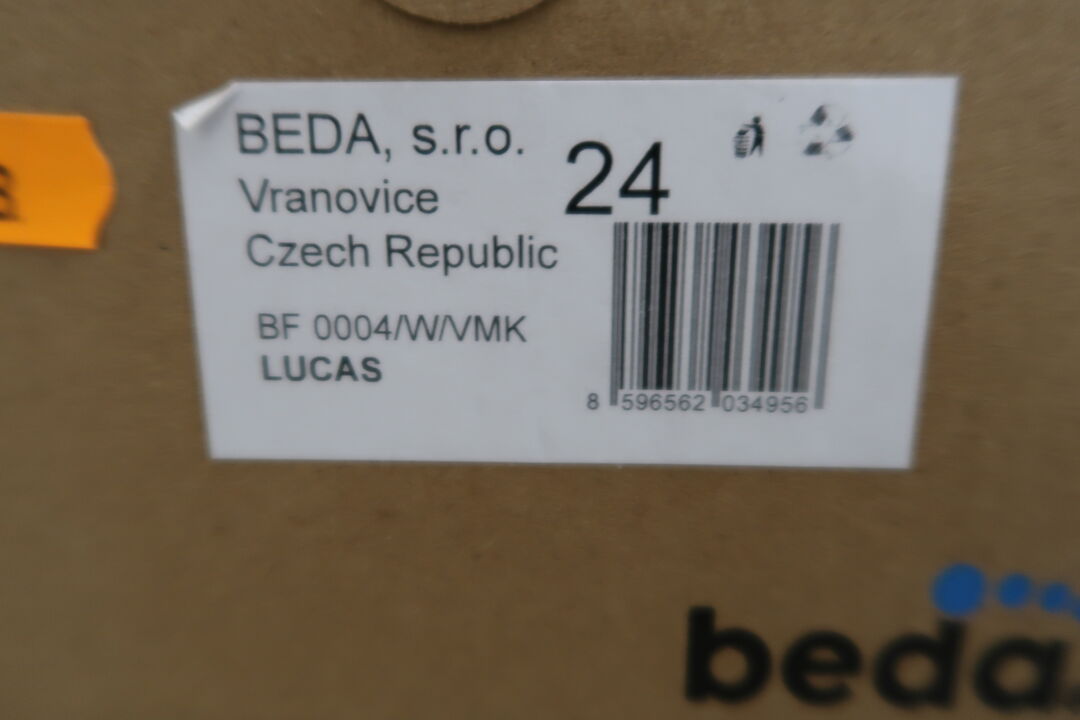 BEDA, s.r.o.
Vranovice
Czech Republic
24
BF 0004/W/VMK
LUCAS
8 596562 034956
beda